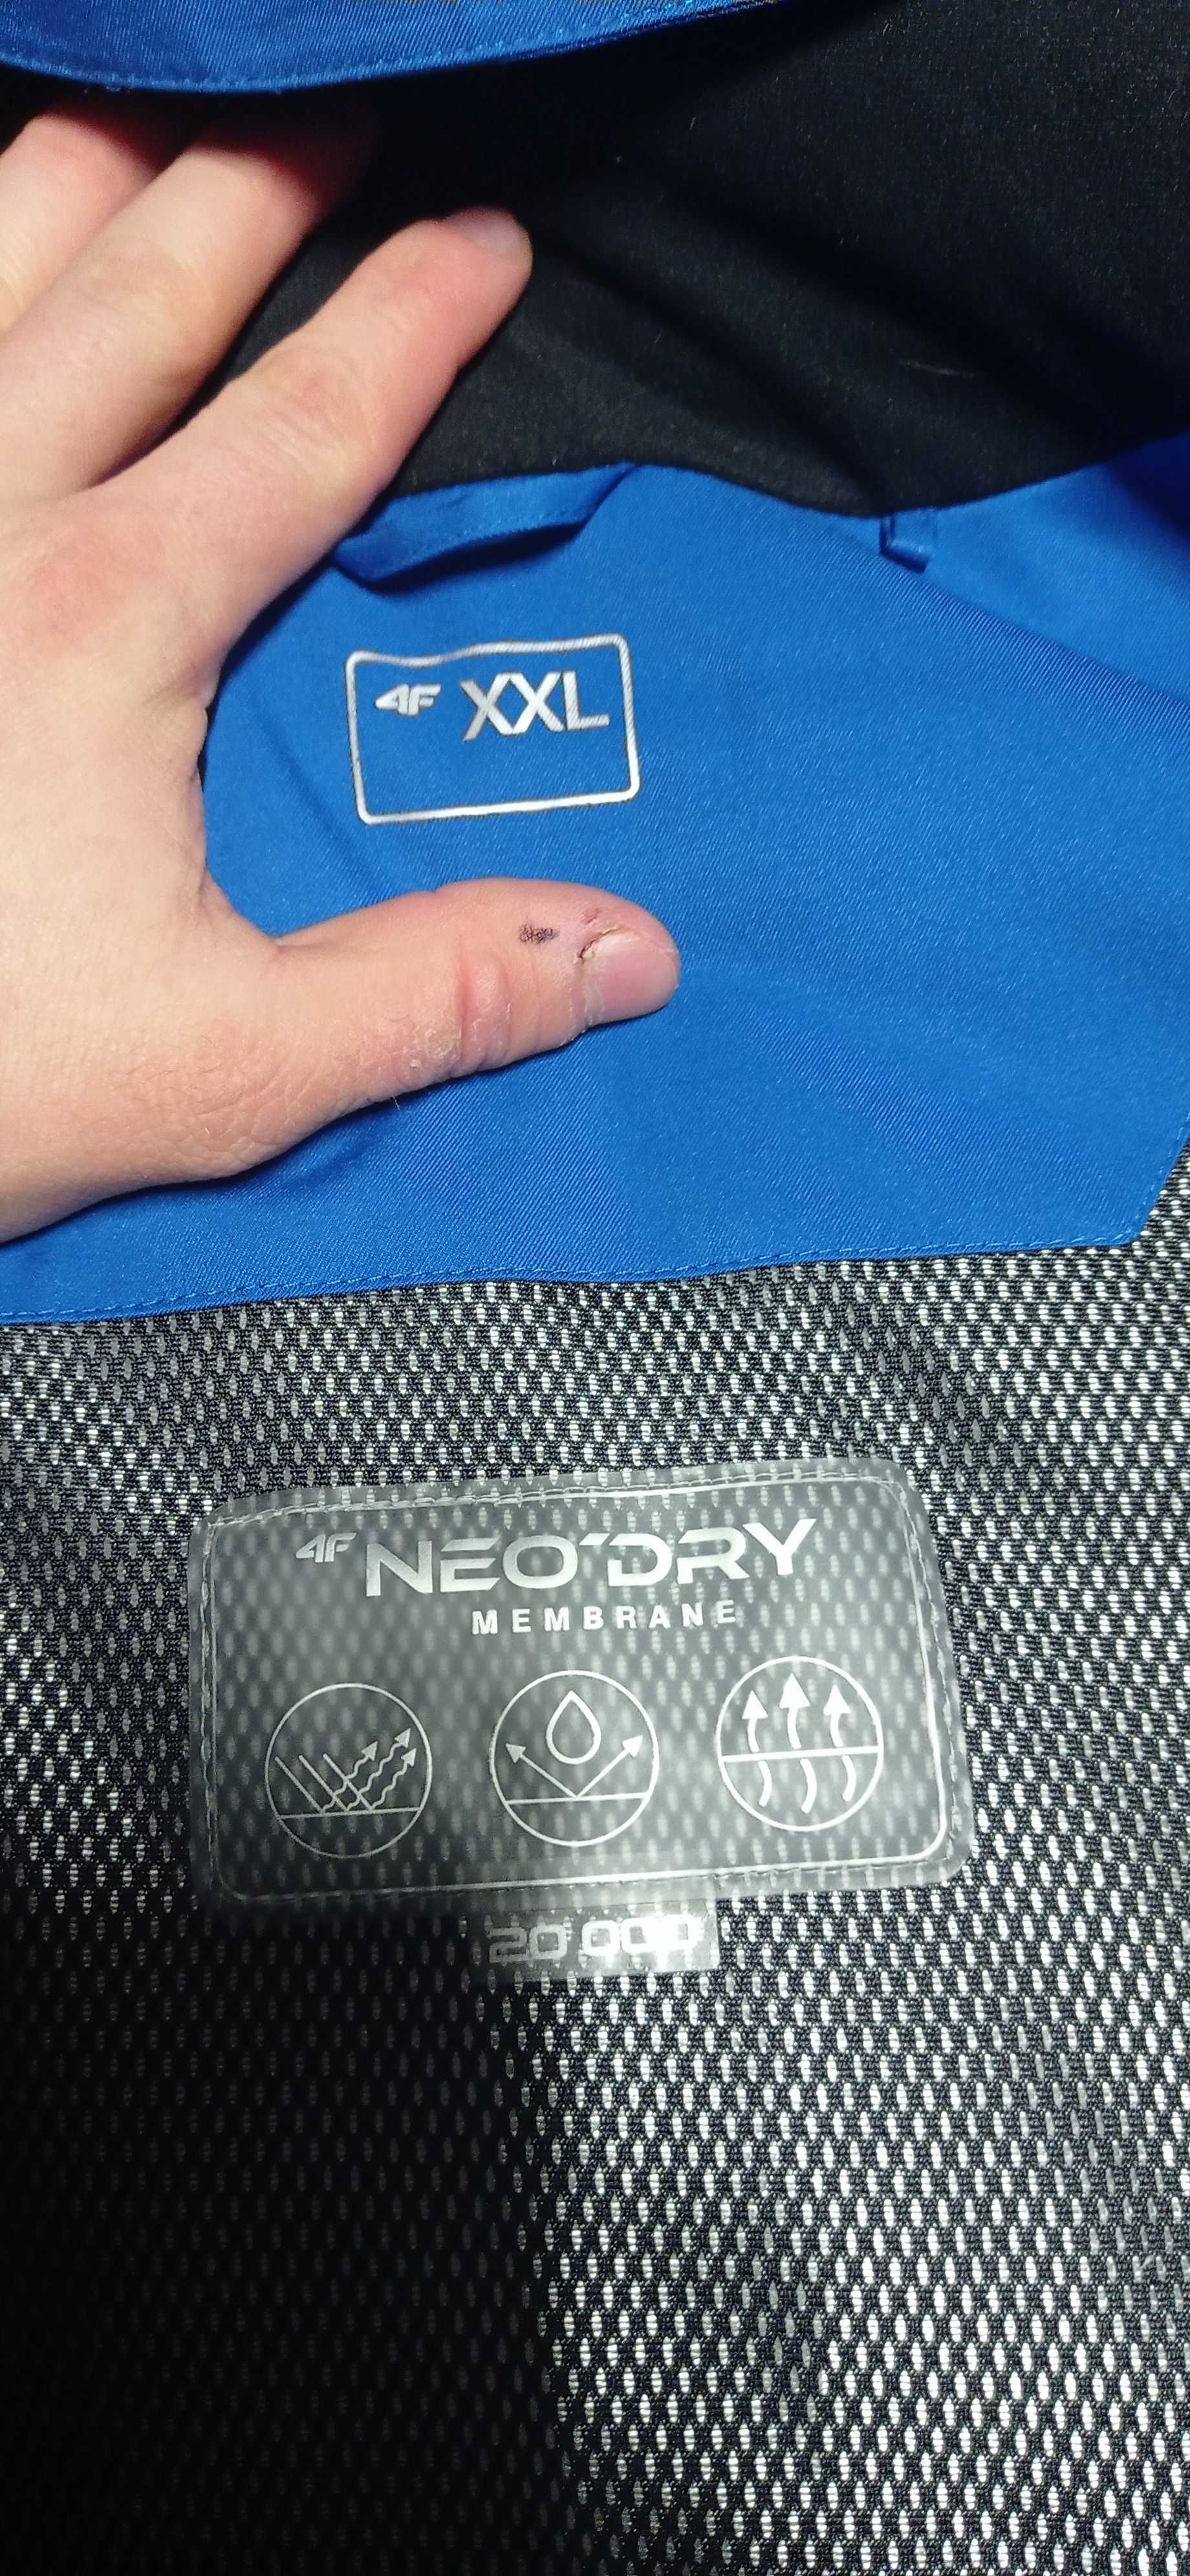 4F XXL
4F NEO'DRY
MEMBRANE
20 000